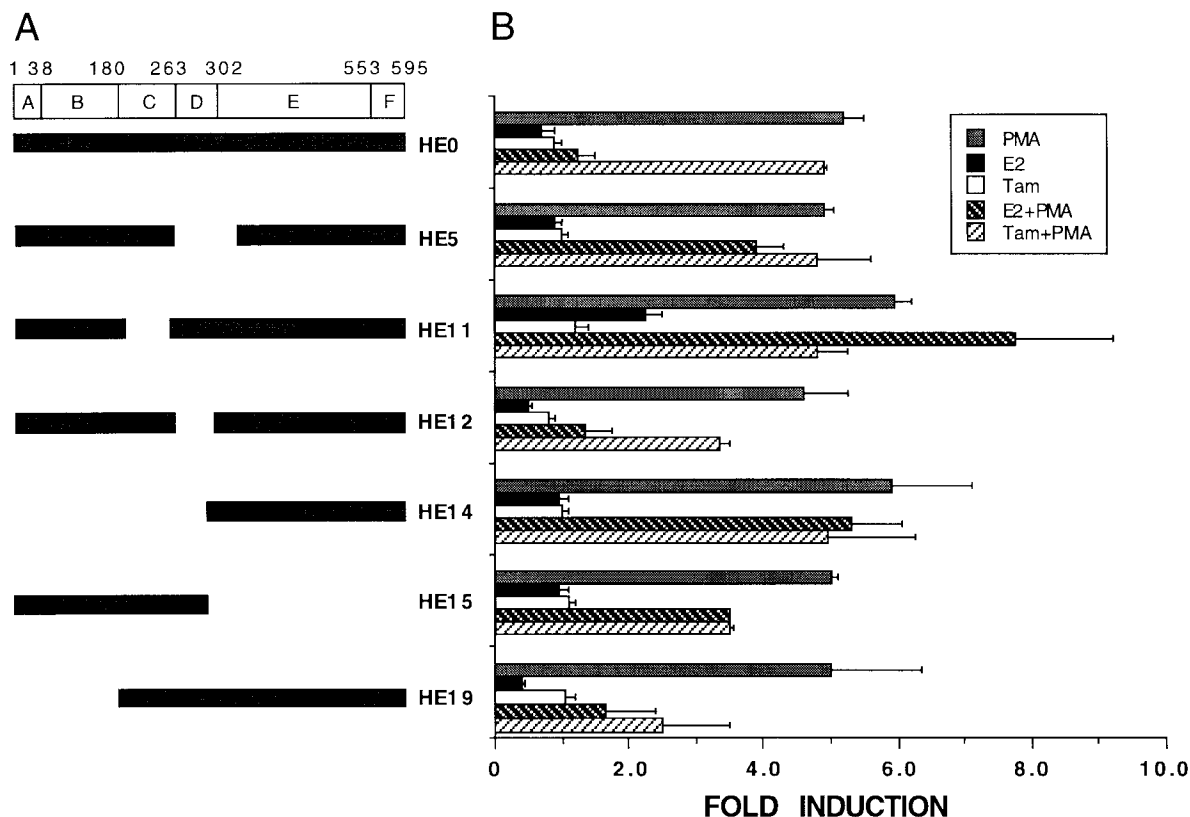 A
B
1 38 180 263 302 553 595
A B C D E F
HE0
HE5
HE11
HE12
HE14
HE15
HE19
PMA
E2
Tam
E2+PMA
Tam+PMA
0 2.0 4.0 6.0 8.0 10.0
FOLD INDUCTION